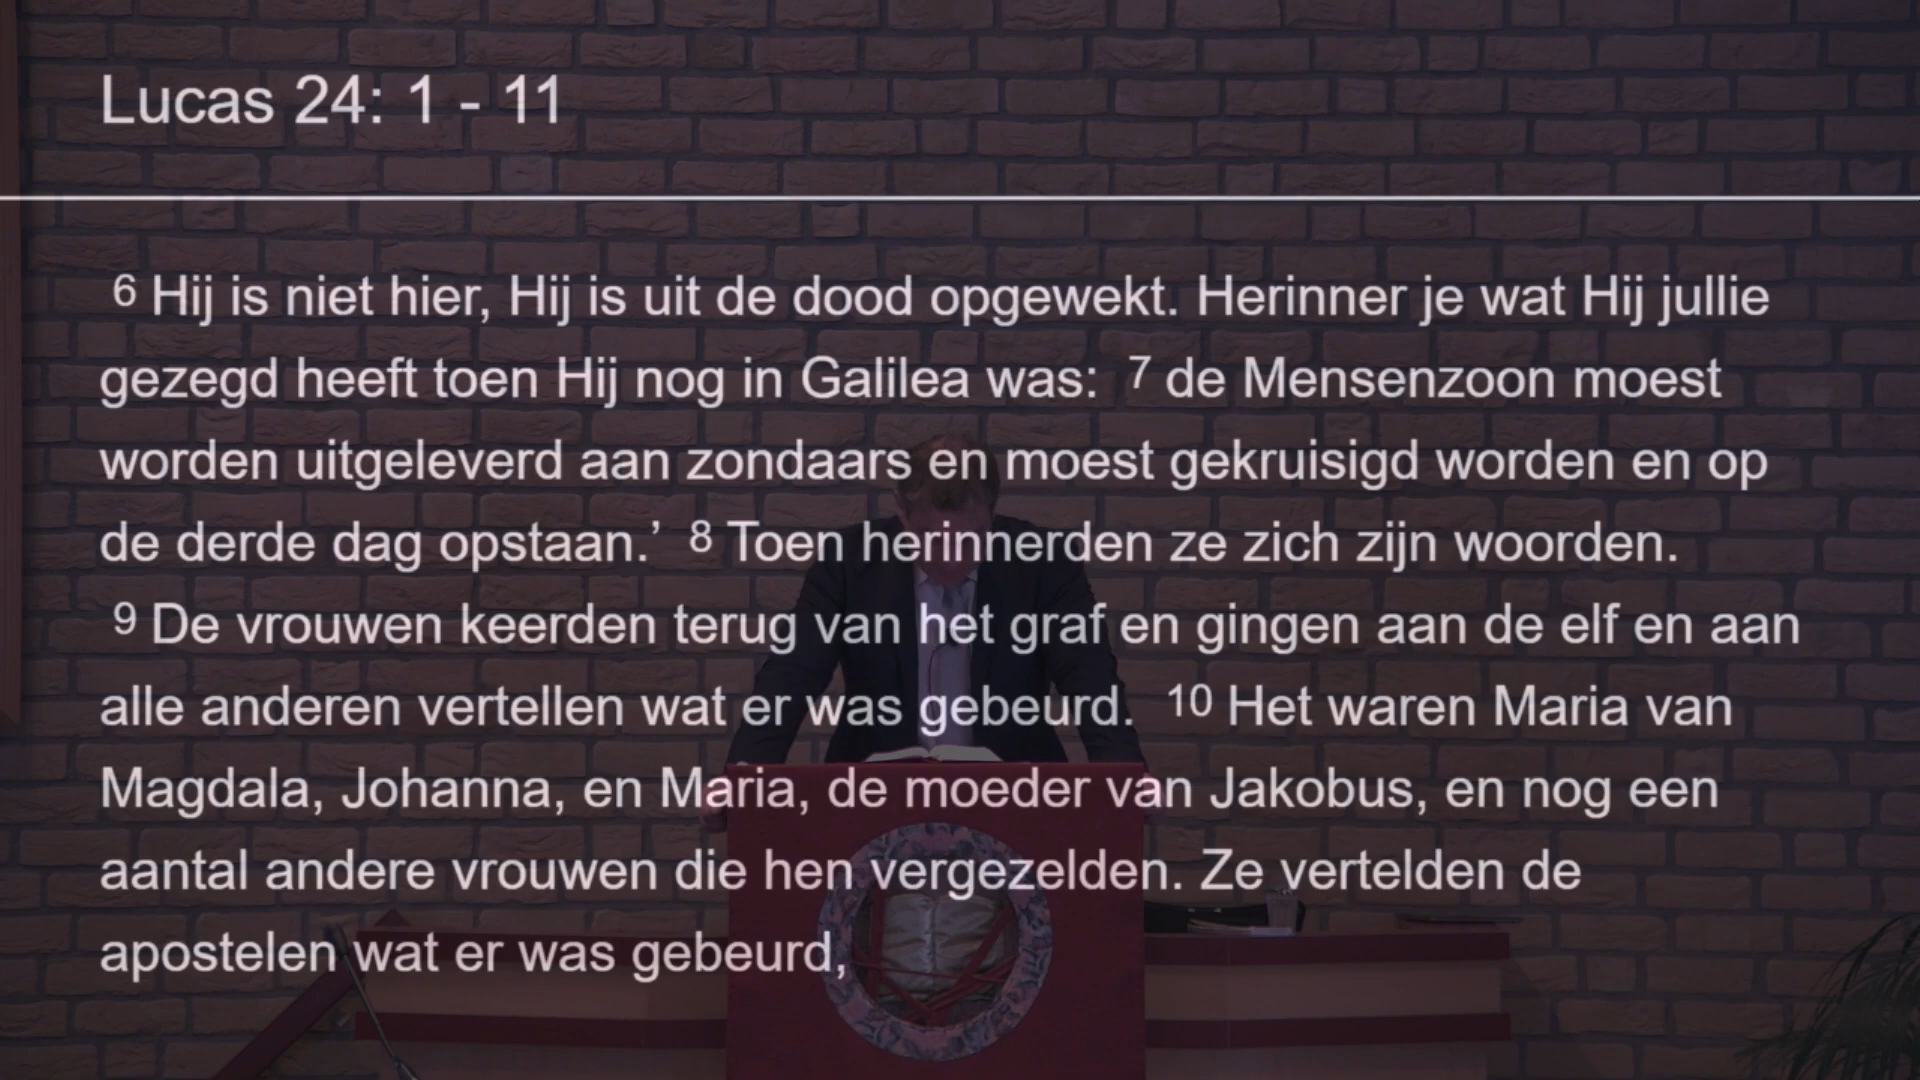 Lucas 24: 1 - 11
6 Hij is niet hier, Hij is uit de dood opgewekt. Herinner je wat Hij jullie
gezegd heeft toen Hij nog in Galilea was: 7 de Mensenzoon moest
worden uitgeleverd aan zondaars en moest gekruisigd worden en op
de derde dag opstaan.’ 8 Toen herinnerden ze zich zijn woorden.
9 De vrouwen keerden terug van het graf en gingen aan de elf en aan
alle anderen vertellen wat er was gebeurd. 10 Het waren Maria van
Magdala, Johanna, en Maria, de moeder van Jakobus, en nog een
aantal andere vrouwen die hen vergezelden. Ze vertelden de
apostelen wat er was gebeurd,